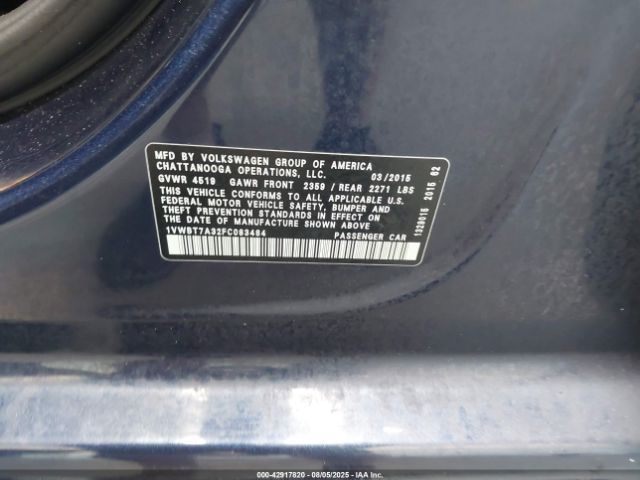 MFD BY VOLKSWAGEN GROUP OF AMERICA
CHATTANOOGA OPERATIONS, LLC. 03/2015
GVWR 4519 GAWR FRONT 2359 / REAR 2271 LBS
THIS VEHICLE CONFORMS TO ALL APPLICABLE U.S.
FEDERAL MOTOR VEHICLE SAFETY, BUMPER AND
THEFT PREVENTION STANDARDS IN EFFECT ON THE
DATE OF MANUFACTURE SHOWN ABOVE
1VWBT7A32FC083484
PASSENGER CAR
2015 02
000-42917820 - 08/05/2025 - IAA Inc.